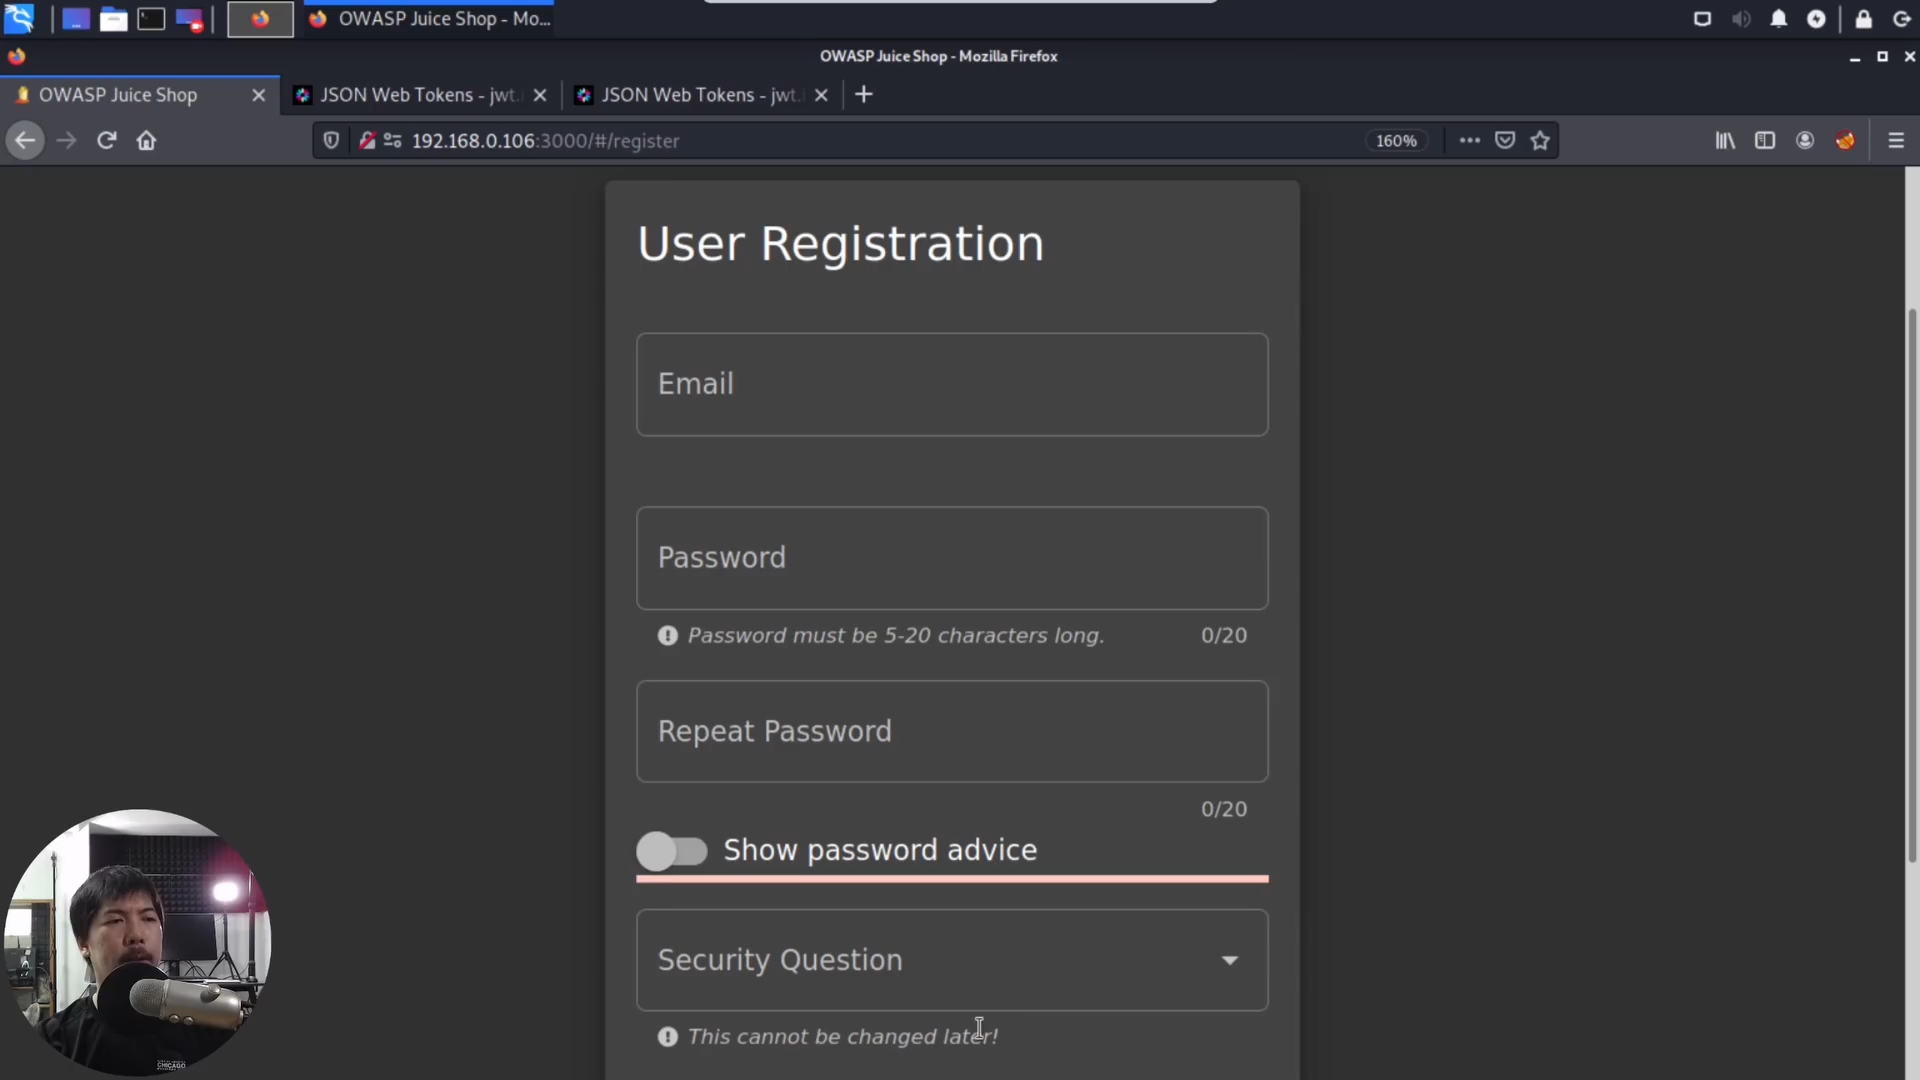 OWASP Juice Shop - Mo...
OWASP Juice Shop - Mozilla Firefox
OWASP Juice Shop
JSON Web Tokens - jwt.
JSON Web Tokens - jwt.i
192.168.0.106:3000/#/register
160%
User Registration
Email
Password
Password must be 5-20 characters long.
0/20
Repeat Password
0/20
Show password advice
Security Question
This cannot be changed later!
CHICAGO